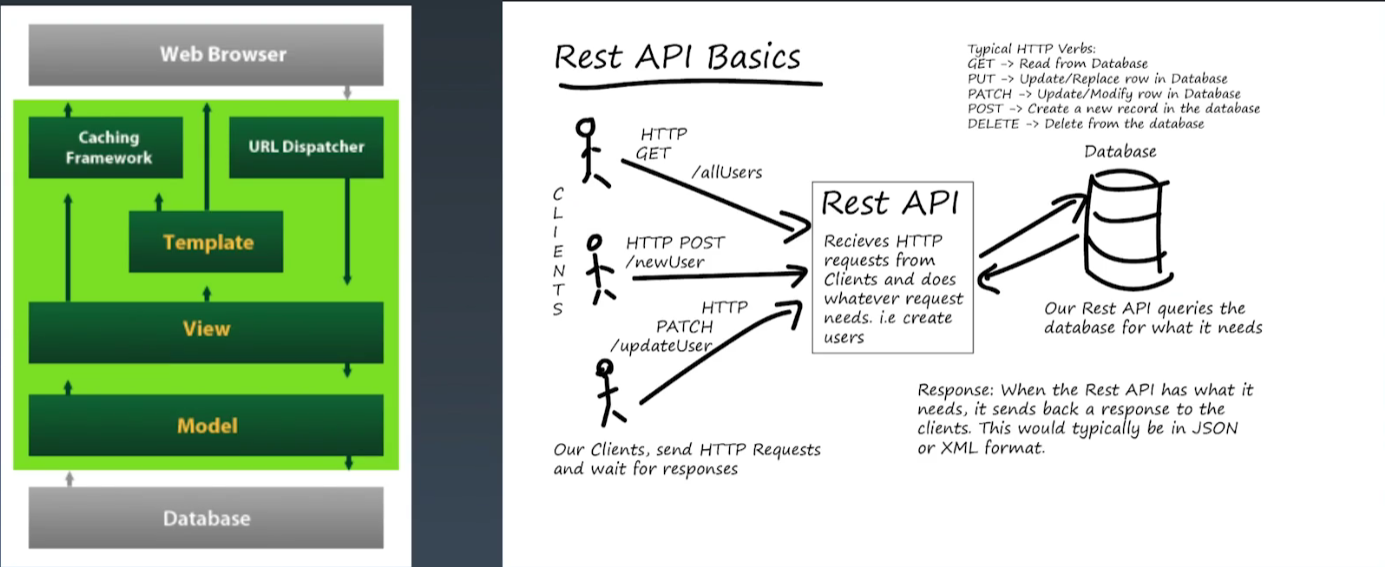 Web Browser
Caching
Framework
URL Dispatcher
Template
View
Model
Database
Rest API Basics
Typical HTTP Verbs:
GET -> Read from Database
PUT -> Update/Replace row in Database
PATCH -> Update/Modify row in Database
POST -> Create a new record in the database
DELETE -> Delete from the database
CLIENTS
HTTP
GET
/allUsers
HTTP POST
/newUser
HTTP
PATCH
/updateUser
Our Clients, send HTTP Requests
and wait for responses
Rest API
Recieves HTTP
requests from
Clients and does
whatever request
needs. i.e create
users
Database
Our Rest API queries the
database for what it needs
Response: When the Rest API has what it
needs, it sends back a response to the
clients. This would typically be in JSON
or XML format.